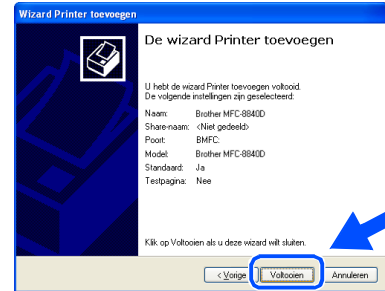 Wizard Printer toevoegen
De wizard Printer toevoegen
U hebt de wizard Printer toevoegen voltooid.
De volgende instellingen zijn geselecteerd:
Naam: Brother MFC-8840D
Share-naam: <Niet gedeeld>
Poort: BMFC:
Model: Brother MFC-8840D
Standaard: Ja
Testpagina: Nee
Klik op Voltooien als u deze wizard wilt sluiten.
< Vorige Voltooien Annuleren